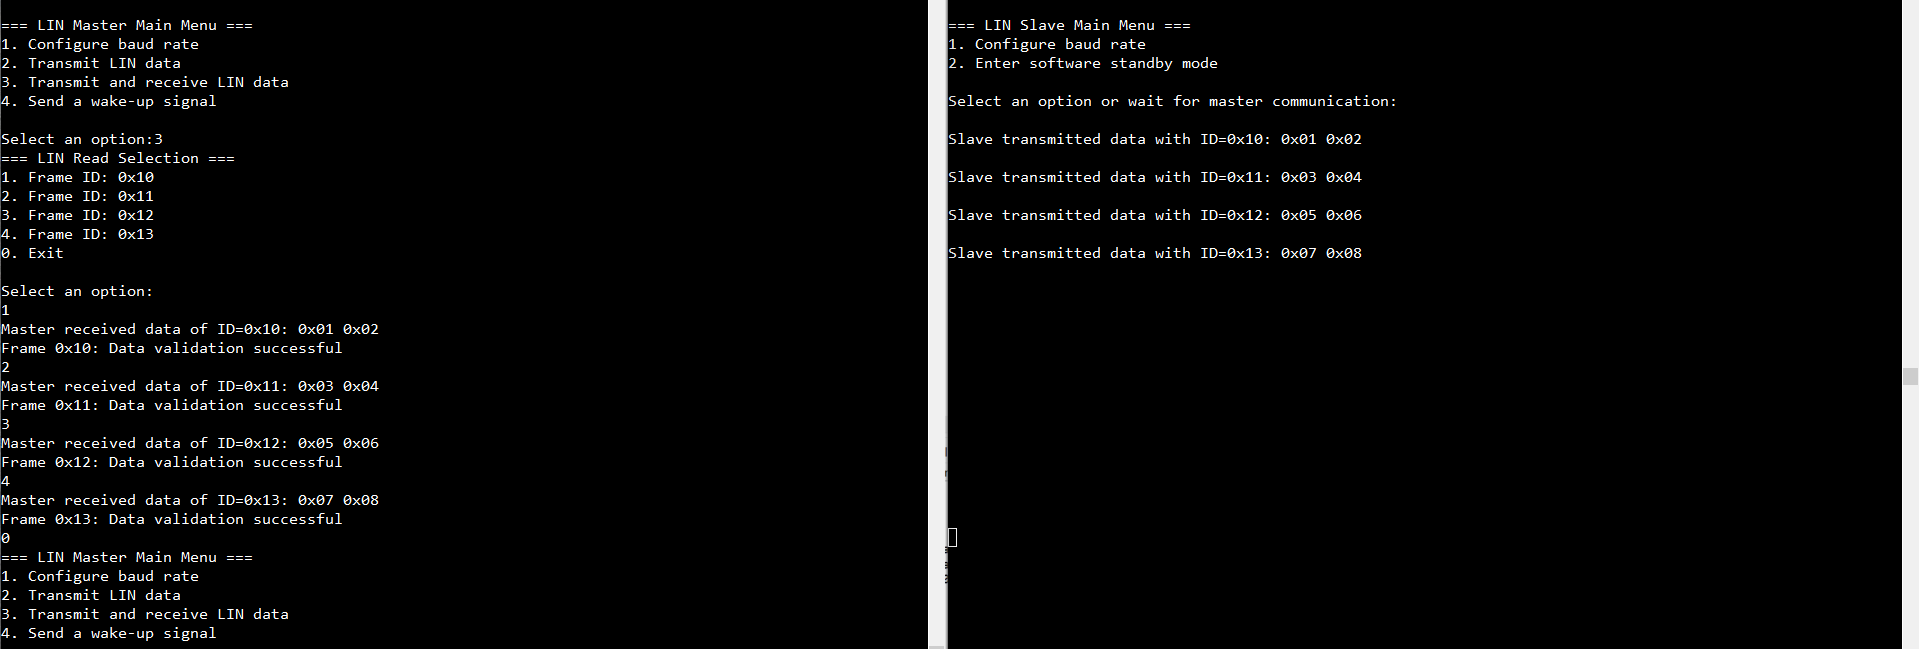 === LIN Master Main Menu ===
1. Configure baud rate
2. Transmit LIN data
3. Transmit and receive LIN data
4. Send a wake-up signal
Select an option:3
=== LIN Read Selection ===
1. Frame ID: 0x10
2. Frame ID: 0x11
3. Frame ID: 0x12
4. Frame ID: 0x13
0. Exit
Select an option:
1
Master received data of ID=0x10: 0x01 0x02
Frame 0x10: Data validation successful
2
Master received data of ID=0x11: 0x03 0x04
Frame 0x11: Data validation successful
3
Master received data of ID=0x12: 0x05 0x06
Frame 0x12: Data validation successful
4
Master received data of ID=0x13: 0x07 0x08
Frame 0x13: Data validation successful
0
=== LIN Master Main Menu ===
1. Configure baud rate
2. Transmit LIN data
3. Transmit and receive LIN data
4. Send a wake-up signal
=== LIN Slave Main Menu ===
1. Configure baud rate
2. Enter software standby mode
Select an option or wait for master communication:
Slave transmitted data with ID=0x10: 0x01 0x02
Slave transmitted data with ID=0x11: 0x03 0x04
Slave transmitted data with ID=0x12: 0x05 0x06
Slave transmitted data with ID=0x13: 0x07 0x08